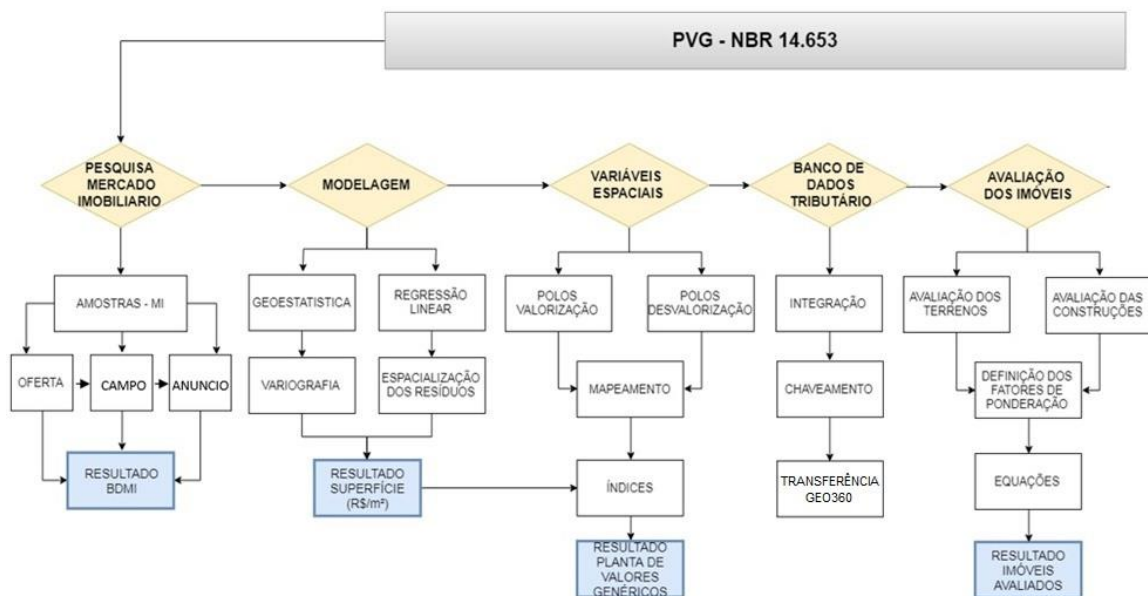 PVG - NBR 14.653
PESQUISA
MERCADO
IMOBILIARIO
MODELAGEM
VARIÁVEIS
ESPACIAIS
BANCO DE
DADOS
TRIBUTÁRIO
AVALIAÇÃO
DOS IMÓVEIS
AMOSTRAS - MI
OFERTA
CAMPO
ANUNCIO
RESULTADO
BDMI
GEOESTATISTICA
REGRESSÃO
LINEAR
VARIOGRAFIA
ESPACIALIZAÇÃO
DOS RESÍDUOS
RESULTADO
SUPERFÍCIE
(R$/m²)
POLOS
VALORIZAÇÃO
POLOS
DESVALORIZAÇÃO
MAPEAMENTO
ÍNDICES
RESULTADO
PLANTA DE
VALORES
GENÉRICOS
INTEGRAÇÃO
CHAVEAMENTO
TRANSFERÊNCIA
GEO360
AVALIAÇÃO DOS
TERRENOS
AVALIAÇÃO DAS
CONSTRUÇÕES
DEFINIÇÃO DOS
FATORES DE
PONDERAÇÃO
EQUAÇÕES
RESULTADO
IMÓVEIS
AVALIADOS